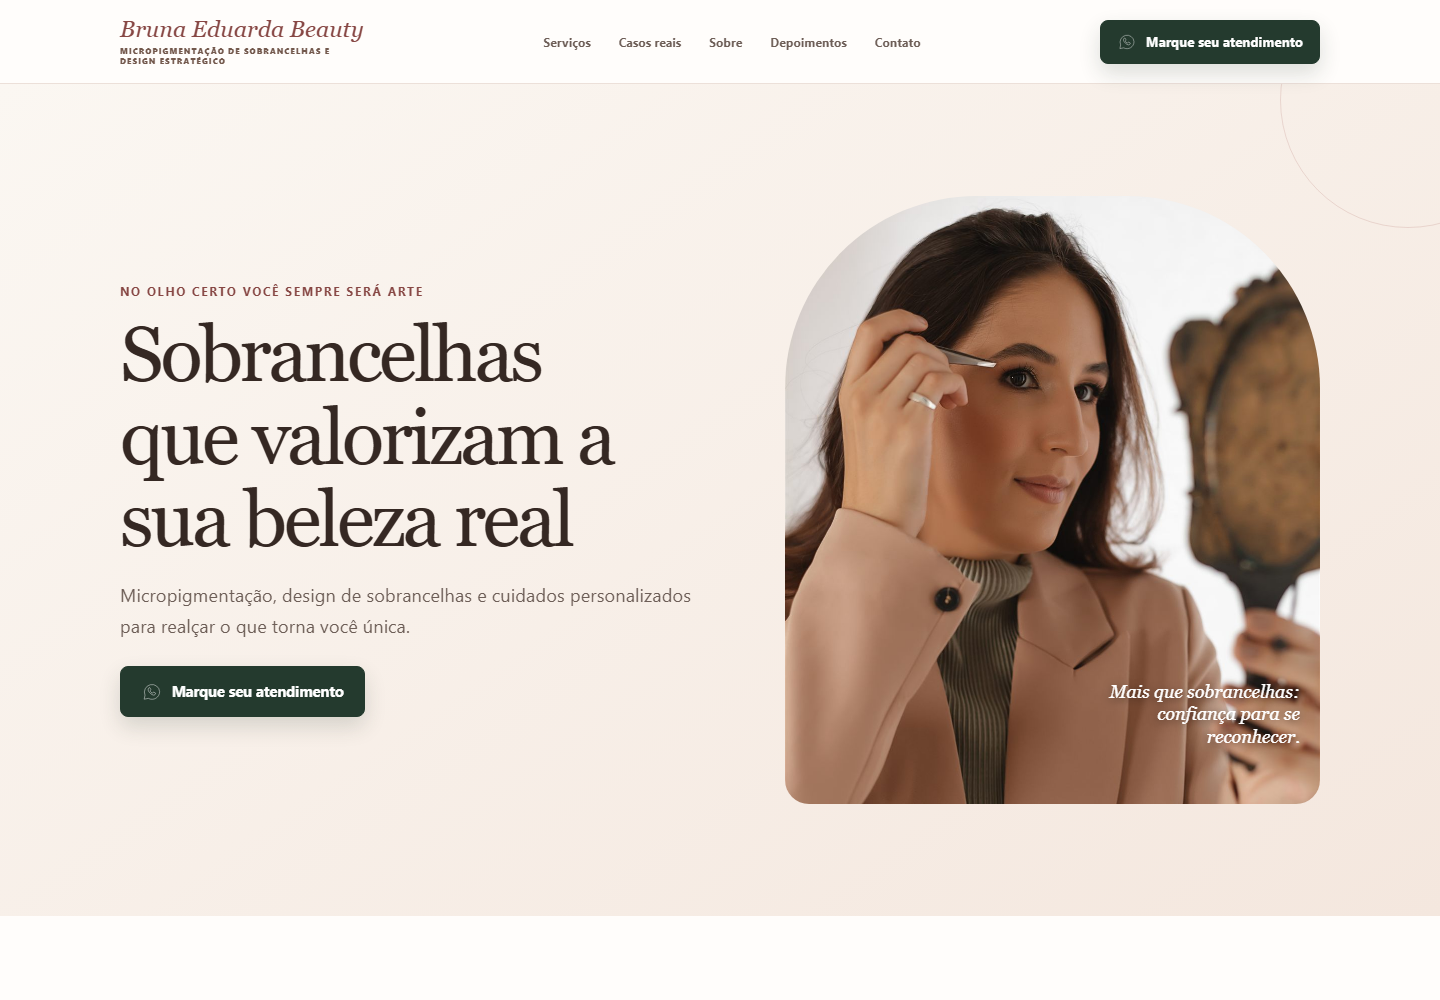 Bruna Eduarda Beauty
MICROPIGMENTAÇÃO DE SOBRANCELHAS E
DESIGN ESTRATÉGICO
Serviços
Casos reais
Sobre
Depoimentos
Contato
Marque seu atendimento
NO OLHO CERTO VOCÊ SEMPRE SERÁ ARTE
Sobrancelhas
que valorizam a
sua beleza real
Micropigmentação, design de sobrancelhas e cuidados personalizados
para realçar o que torna você única.
Marque seu atendimento
Mais que sobrancelhas:
confiança para se
reconhecer.